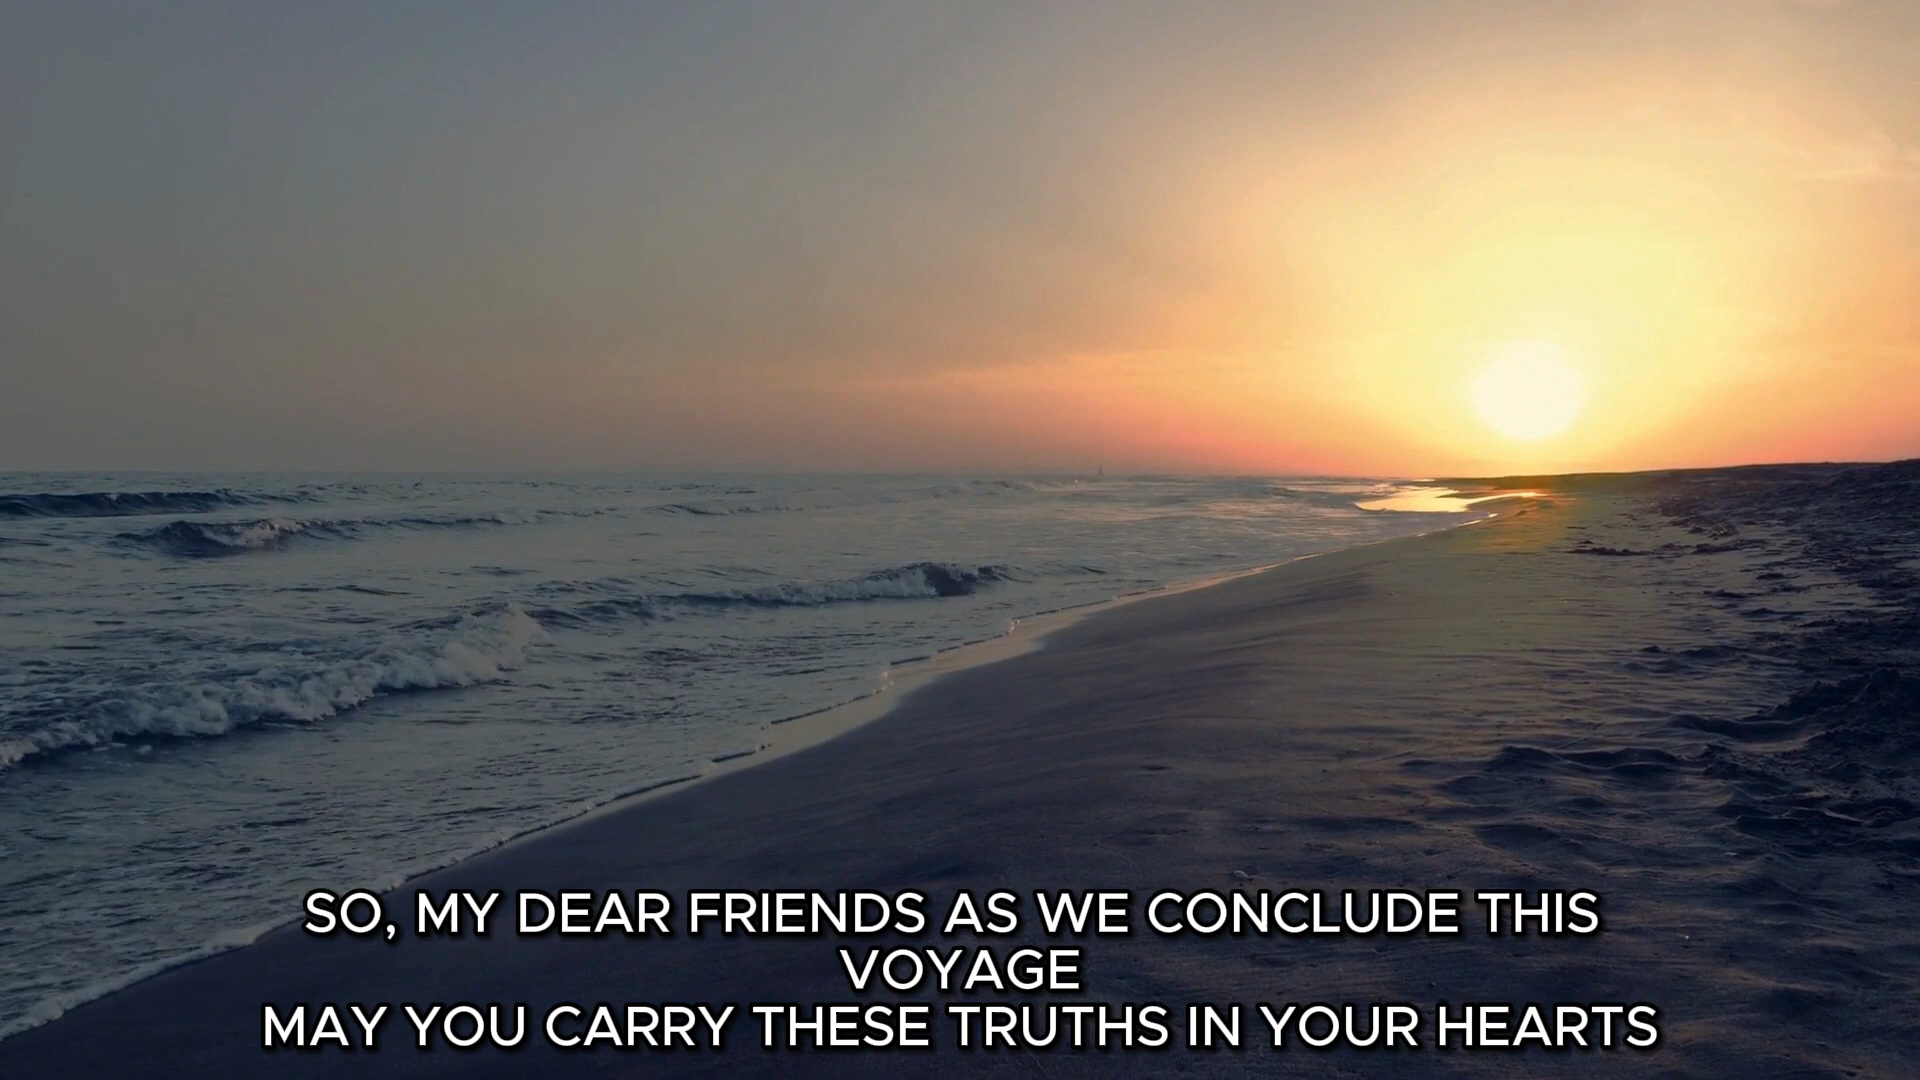 SO, MY DEAR FRIENDS AS WE CONCLUDE THIS
VOYAGE
MAY YOU CARRY THESE TRUTHS IN YOUR HEARTS